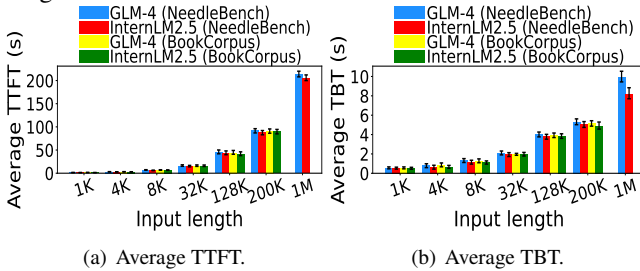 GLM-4 (NeedleBench)
InternLM2.5 (NeedleBench)
GLM-4 (BookCorpus)
InternLM2.5 (BookCorpus)
Average TTFT (s)
200
150
100
50
0
1K 4K 8K 32K 128K 200K 1M
Input length
(a) Average TTFT.
GLM-4 (NeedleBench)
InternLM2.5 (NeedleBench)
GLM-4 (BookCorpus)
InternLM2.5 (BookCorpus)
Average TBT (s)
10
8
6
4
2
0
1K 4K 8K 32K 128K 200K 1M
Input length
(b) Average TBT.